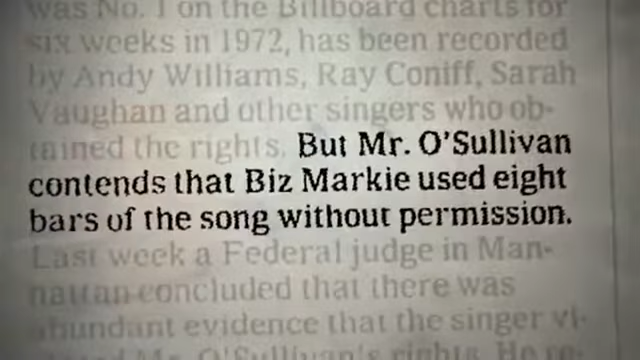 was No. 1 on the Billboard charts for
six weeks in 1972, has been recorded
by Andy Williams, Ray Coniff, Sarah
Vaughan and other singers who ob-
tained the rights. But Mr. O'Sullivan
contends that Biz Markie used eight
bars of the song without permission.
Last week a Federal judge in Man-
hattan concluded that there was
abundant evidence that the singer vi-
olated Mr. O'Sullivan's rights. He re-